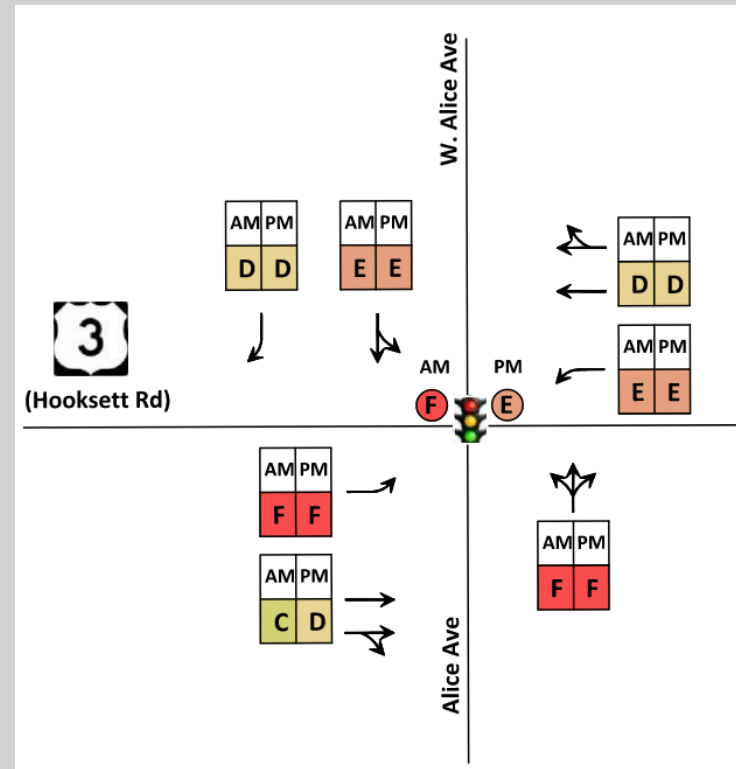 W. Alice Ave
AM PM
D D
AM PM
E E
AM PM
D D
3
(Hooksett Rd)
AM PM
F E
AM PM
E E
AM PM
F F
AM PM
C D
AM PM
F F
Alice Ave